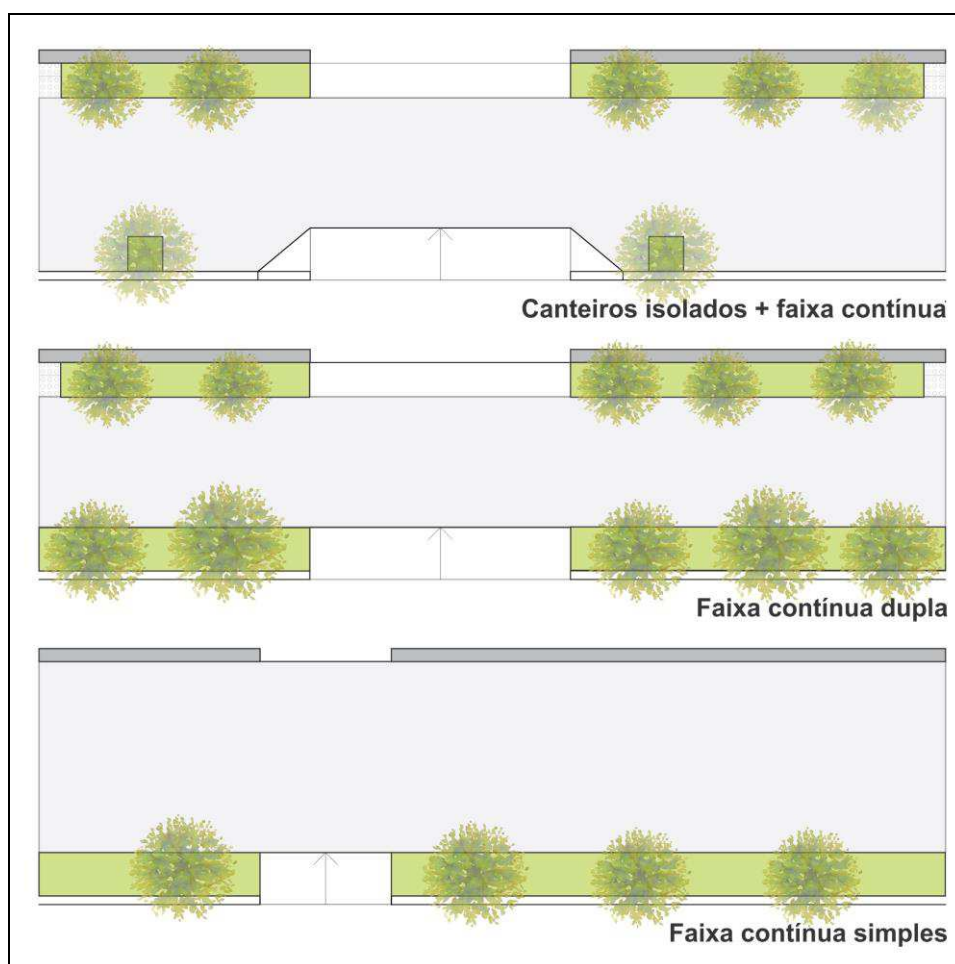 Canteiros isolados + faixa contínua
Faixa contínua dupla
Faixa contínua simples